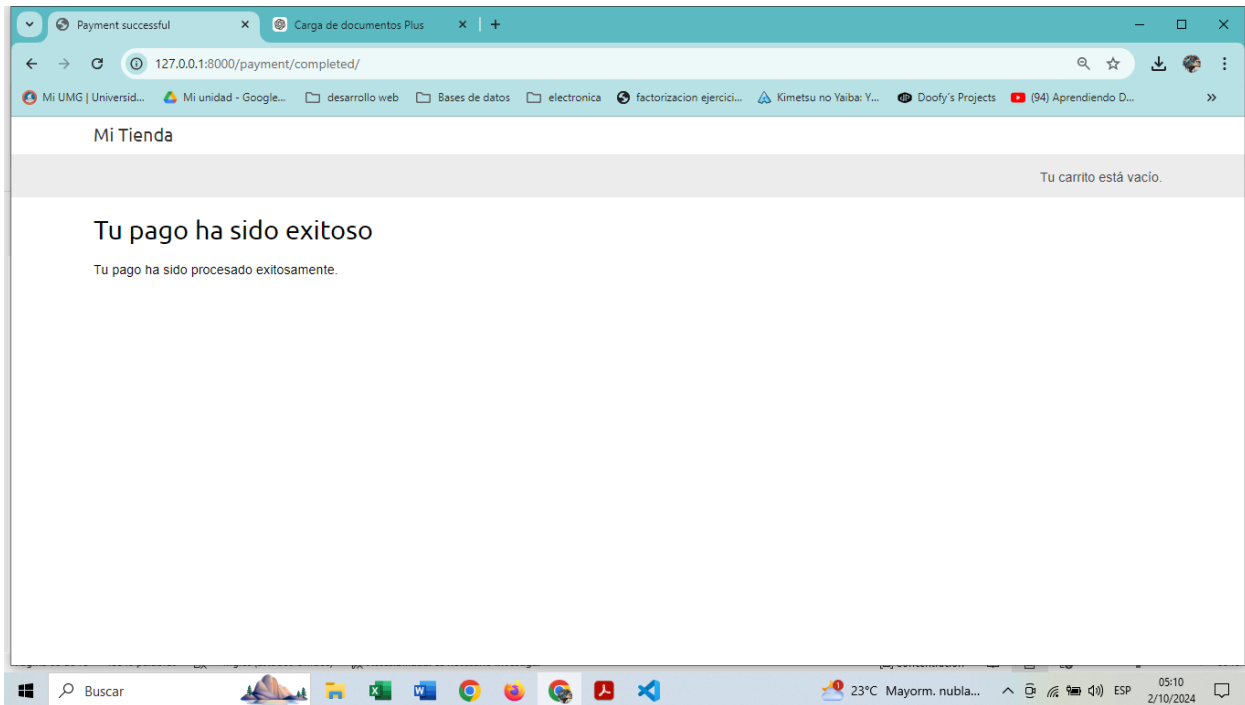 Payment successful
Carga de documentos Plus
127.0.0.1:8000/payment/completed/
Mi UMG | Universid... Mi unidad - Google... desarrollo web Bases de datos electronica factorizacion ejercici... Kimetsu no Yaiba: Y... Doofy´s Projects (94) Aprendiendo D...
Mi Tienda
Tu carrito está vacío.
Tu pago ha sido exitoso
Tu pago ha sido procesado exitosamente.
Buscar
23°C Mayorm. nubla...
ESP
05:10
2/10/2024